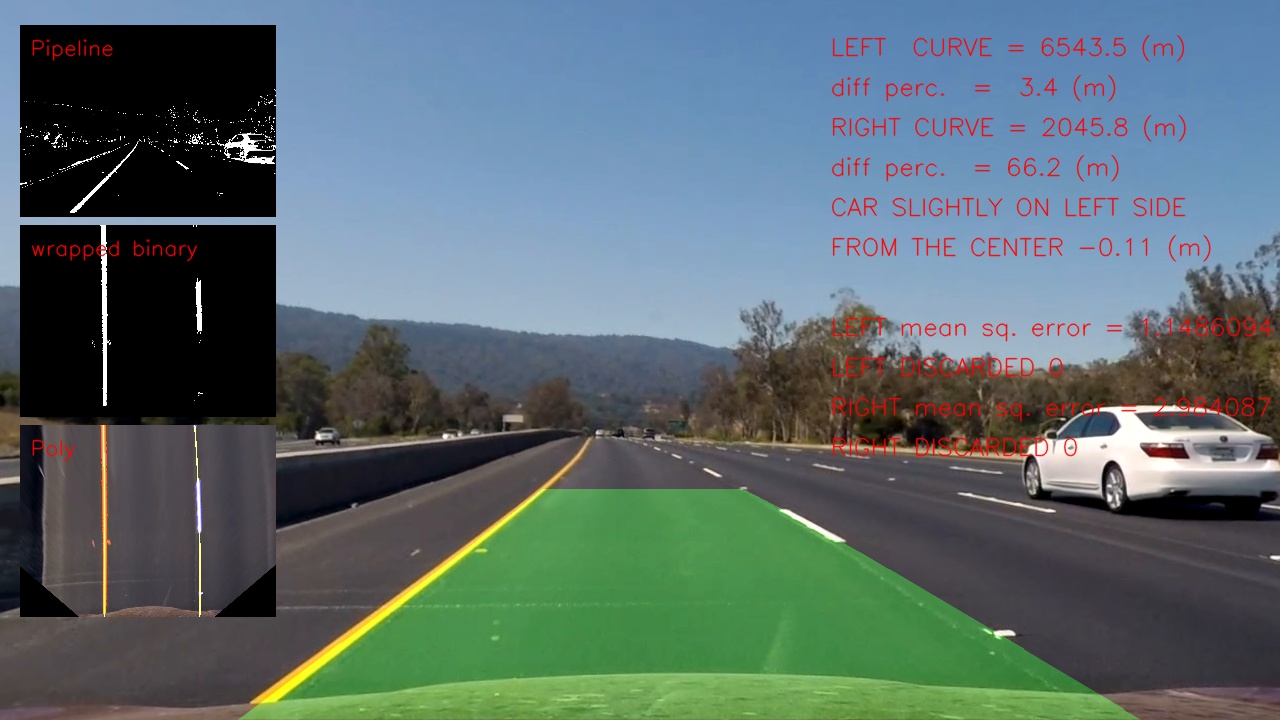 Pipeline
wrapped binary
Poly
LEFT CURVE = 6543.5 (m)
diff perc. = 3.4 (m)
RIGHT CURVE = 2045.8 (m)
diff perc. = 66.2 (m)
CAR SLIGHTLY ON LEFT SIDE
FROM THE CENTER -0.11 (m)
LEFT mean sq. error = 1.1486094
LEFT DISCARDED 0
RIGHT mean sq. error = 2.984087
RIGHT DISCARDED 0